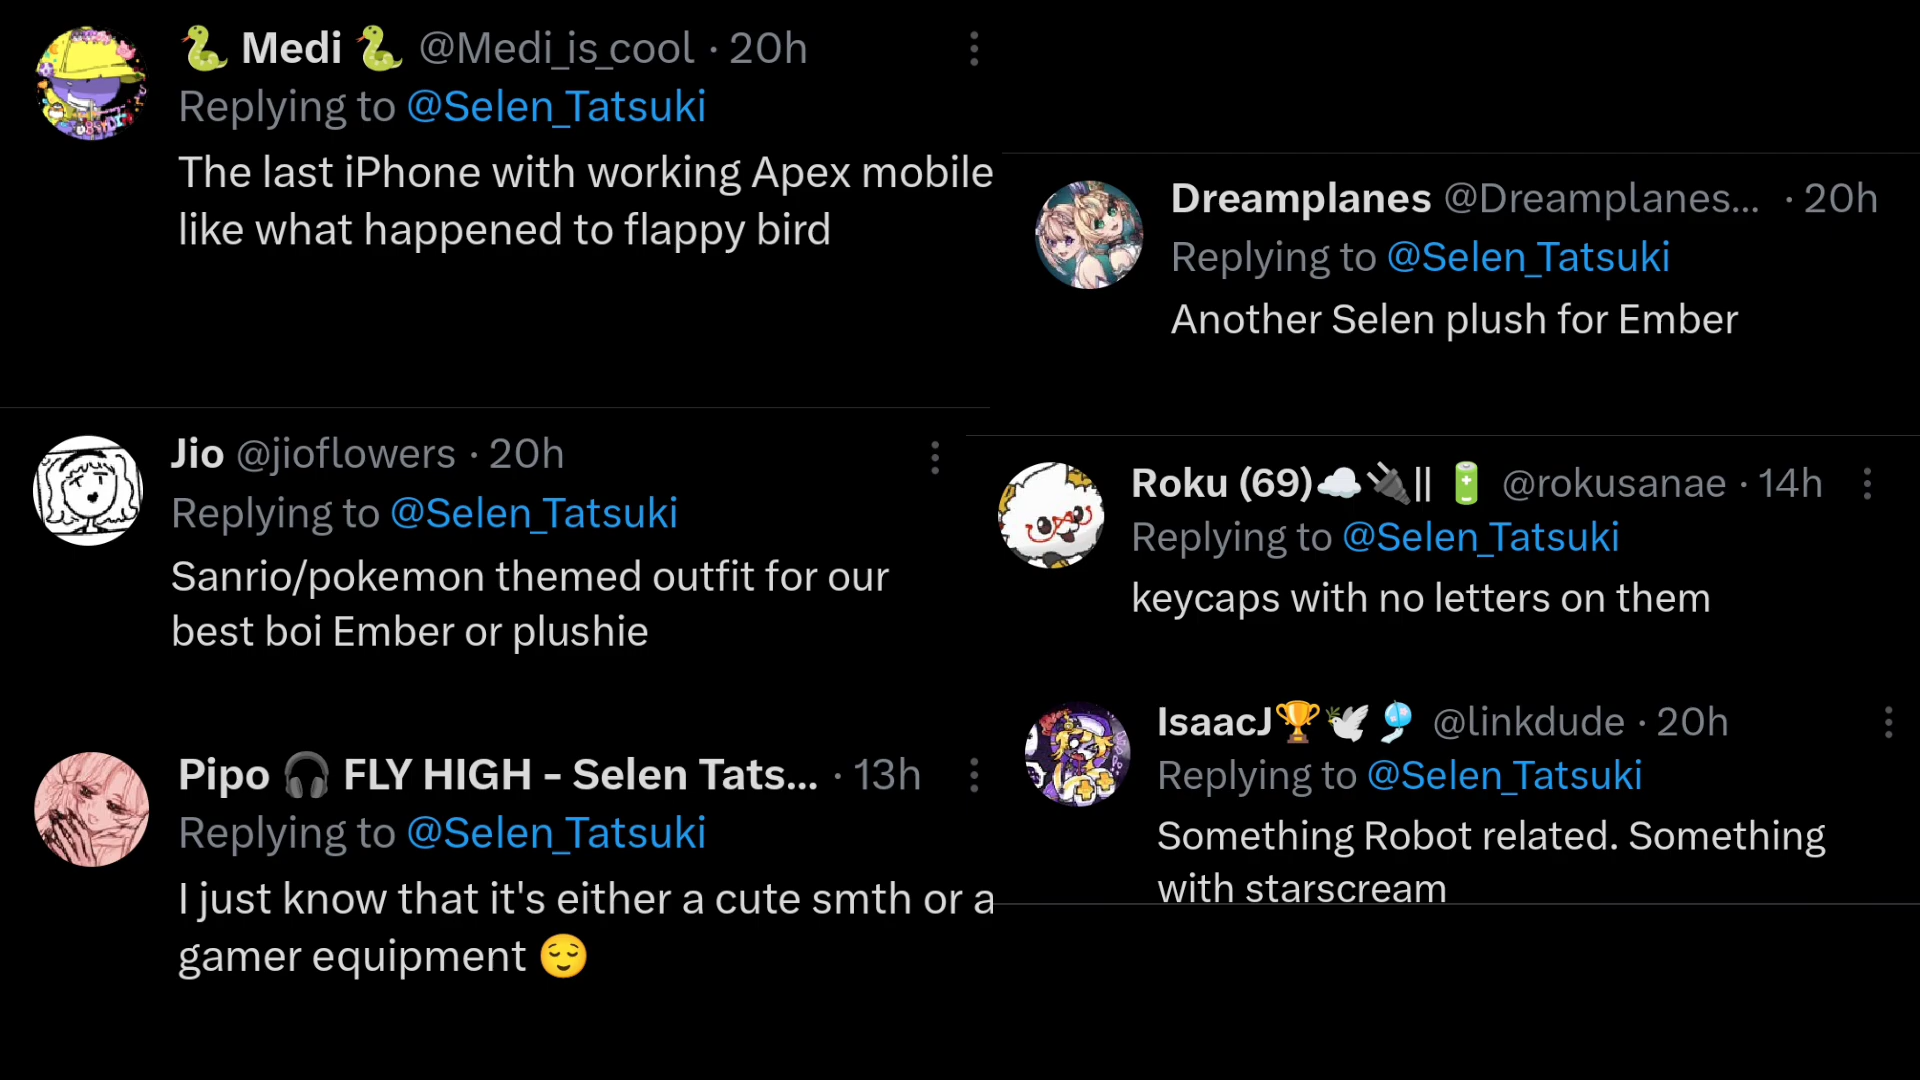 🐍 Medi 🐍 @Medi_is_cool · 20h
Replying to @Selen_Tatsuki
The last iPhone with working Apex mobile
like what happened to flappy bird
Jio @jioflowers · 20h
Replying to @Selen_Tatsuki
Sanrio/pokemon themed outfit for our
best boi Ember or plushie
Pipo 🎧 FLY HIGH - Selen Tats... · 13h
Replying to @Selen_Tatsuki
I just know that it's either a cute smth or a
gamer equipment 😌
Dreamplanes @Dreamplanes... · 20h
Replying to @Selen_Tatsuki
Another Selen plush for Ember
Roku (69)☁️🔌|| 🔋 @rokusanae · 14h
Replying to @Selen_Tatsuki
keycaps with no letters on them
IsaacJ🏆🕊️🎐 @linkdude · 20h
Replying to @Selen_Tatsuki
Something Robot related. Something
with starscream